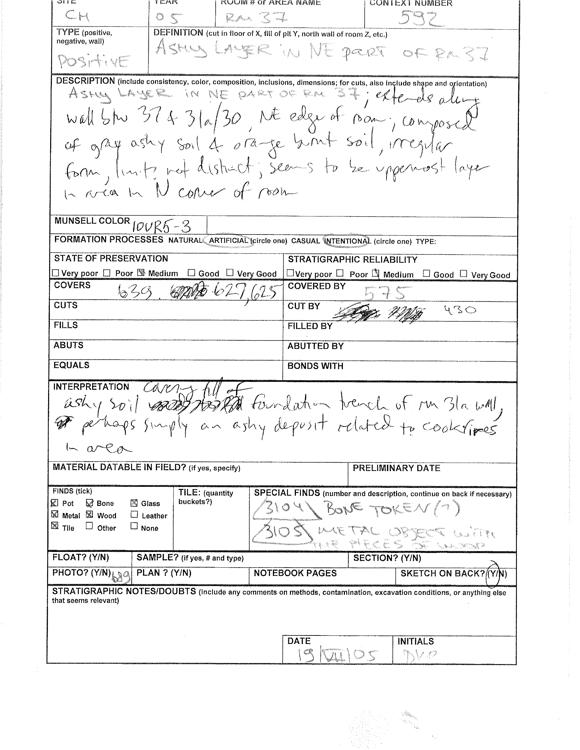 SITE YEAR ROOM # or AREA NAME CONTEXT NUMBER
CH 05 RM 37 592
TYPE (positive, negative, wall) DEFINITION (cut in floor of X, fill of pit Y, north wall of room Z, etc.)
POSITIVE ASHY LAYER IN NE PART OF RM 37
DESCRIPTION (include consistency, color, composition, inclusions, dimensions; for cuts, also include shape and orientation)
ASHY LAYER IN NE PART OF RM 37; extends along
wall btw 37 & 31a/30, NE edge of room; composed
of gray ashy soil & orange burnt soil, irregular
form, limits not distinct; seems to be uppermost layer
in area in N corner of room
MUNSELL COLOR 10YR5-3
FORMATION PROCESSES NATURAL ARTIFICIAL (circle one) CASUAL INTENTIONAL (circle one) TYPE:
STATE OF PRESERVATION STRATIGRAPHIC RELIABILITY
Very poor Poor Medium Good Very Good Very poor Poor Medium Good Very Good
COVERS 639, 627, 625 COVERED BY 575
CUTS CUT BY 430
FILLS FILLED BY
ABUTS ABUTTED BY
EQUALS BONDS WITH
INTERPRETATION fill of
ashy soil foundation trench of rm 31a wall,
perhaps simply an ashy deposit related to cookfires
in area
MATERIAL DATABLE IN FIELD? (if yes, specify) PRELIMINARY DATE
FINDS (tick) TILE: (quantity buckets?) SPECIAL FINDS (number and description, continue on back if necessary)
Pot Bone Glass 3104 BONE TOKEN (?)
Metal Wood Leather 3105 METAL OBJECT WITH
Tile Other None PIECES OF WOOD
FLOAT? (Y/N) SAMPLE? (if yes, # and type) SECTION? (Y/N)
PHOTO? (Y/N) 689 PLAN ? (Y/N) NOTEBOOK PAGES SKETCH ON BACK? (Y/N)
STRATIGRAPHIC NOTES/DOUBTS (include any comments on methods, contamination, excavation conditions, or anything else
that seems relevant)
DATE INITIALS
19/VII/05